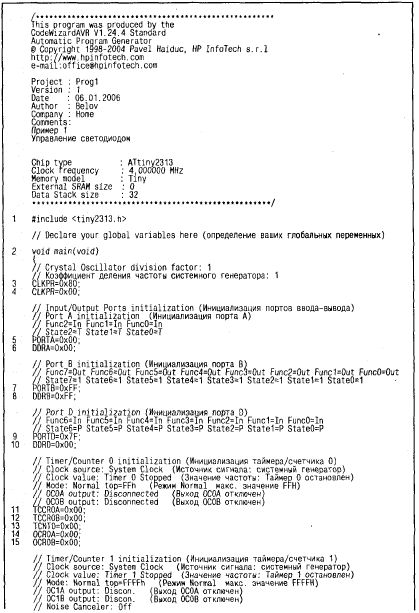 /*************************************************
This program was produced by the
CodeWizardAVR V1.24.4 Standard
Automatic Program Generator
© Copyright 1998-2004 Pavel Haiduc, HP InfoTech s.r.l
http://www.hpinfotech.com
e-mail:office@hpinfotech.com
Project : Prog1
Version : 1
Date : 06.01.2006
Author : Belov
Company : Home
Comments:
Пример 1
Управление светодиодом
Chip type : ATtiny2313
Clock frequency : 4,000000 MHz
Memory model : Tiny
External SRAM size : 0
Data Stack size : 32
*************************************************/
1 #include <tiny2313.h>
// Declare your global variables here (определение ваших глобальных переменных)
2 void main(void)
{
// Crystal Oscillator division factor: 1
// Коэффициент деления частоты системного генератора: 1
3 CLKPR=0x80;
4 CLKPR=0x00;
// Input/Output Ports initialization (Инициализация портов ввода-вывода)
// Port A initialization (Инициализация порта A)
// Func2=In Func1=In Func0=In
// State2=T State1=T State0=T
5 PORTA=0x00;
6 DDRA=0x00;
// Port B initialization (Инициализация порта B)
// Func7=Out Func6=Out Func5=Out Func4=Out Func3=Out Func2=Out Func1=Out Func0=Out
// State7=1 State6=1 State5=1 State4=1 State3=1 State2=1 State1=1 State0=1
7 PORTB=0xFF;
8 DDRB=0xFF;
// Port D initialization (Инициализация порта D)
// Func6=In Func5=In Func4=In Func3=In Func2=In Func1=In Func0=In
// State6=P State5=P State4=P State3=P State2=P State1=P State0=P
9 PORTD=0x7F;
10 DDRD=0x00;
// Timer/Counter 0 initialization (Инициализация таймера/счетчика 0)
// Clock source: System Clock (Источник сигнала: системный генератор)
// Clock value: Timer 0 Stopped (Значение частоты: Таймер 0 остановлен)
// Mode: Normal top=FFh (Режим Normal макс. значение FFH)
// OC0A output: Disconnected (Выход OC0A отключен)
// OC0B output: Disconnected (Выход OC0B отключен)
11 TCCR0A=0x00;
12 TCCR0B=0x00;
13 TCNT0=0x00;
14 OCR0A=0x00;
15 OCR0B=0x00;
// Timer/Counter 1 initialization (Инициализация таймера/счетчика 1)
// Clock source: System Clock (Источник сигнала: системный генератор)
// Clock value: Timer 1 Stopped (Значение частоты: Таймер 1 остановлен)
// Mode: Normal top=FFFFh (Режим Normal макс. значение FFFFH)
// OC1A output: Discon. (Выход OC0A отключен)
// OC1B output: Discon. (Выход OC0B отключен)
// Noise Canceler: Off